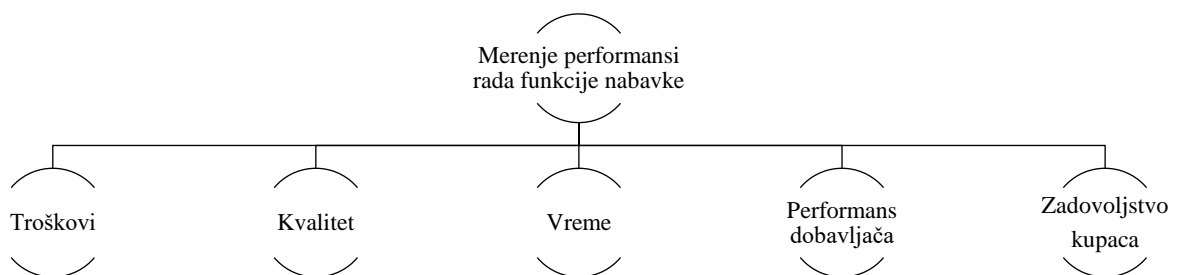 Merenje performansi
rada funkcije nabavke
Troškovi
Kvalitet
Vreme
Performans
dobavljača
Zadovoljstvo
kupaca